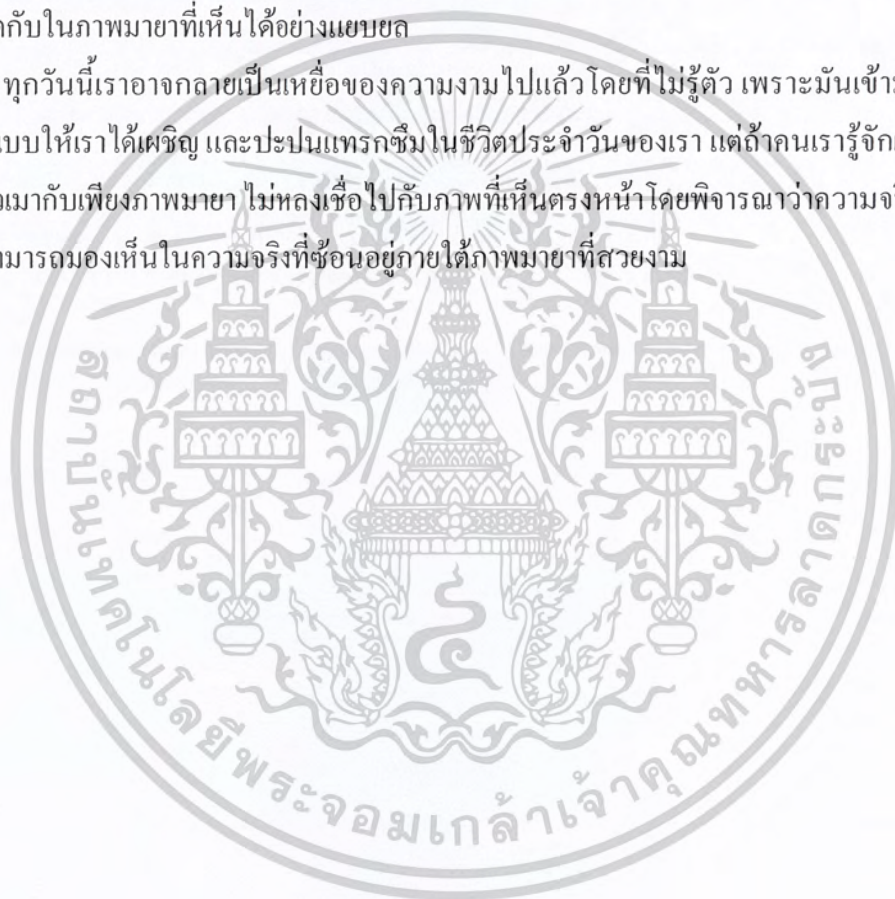 กับในภาพมายาที่เห็นได้อย่างแยบยล
ทุกวันนี้เราอาจกลายเป็นเหยื่อของความงามไปแล้วโดยที่ไม่รู้ตัว เพราะมันเข้า
แบบให้เราได้เผชิญ และปะปนแทรกซึมในชีวิตประจำวันของเรา แต่ถ้าคนเรารู้จัก
เมากับเพียงภาพมายา ไม่หลงเชื่อไปกับภาพที่เห็นตรงหน้าโดยพิจารณาว่าความ
มารถมองเห็นในความจริงที่ซ้อนอยู่ภายใต้ภาพมายาที่สวยงาม
สถาบันเทคโนโลยีพระจอมเกล้าเจ้าคุณทหารลาดกระบัง
๔